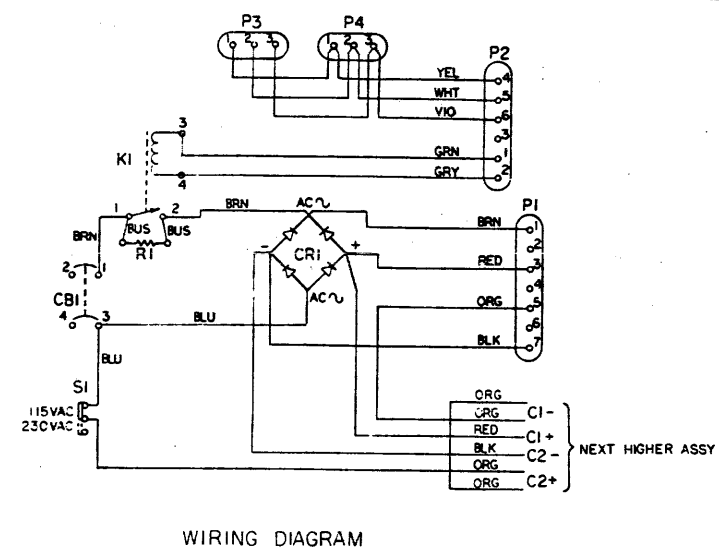 P3 P4
1 2 3 1 2 3 P2
YEL 4
WHT 5
VIO 6
3
3
K1 GRN 1
GRY 2
4
P1
1 2 BRN AC∿
BRN 1
BUS BUS 2
BRN R1 - CR1 +
RED 3
2 1
4
CB1 AC∿ ORG 5
4 3 BLU 6
BLK 7
BLU
S1
ORG
115VAC ORG C1-
230VAC RED C1+
BLK C2- NEXT HIGHER ASSY
ORG
ORG C2+
WIRING DIAGRAM